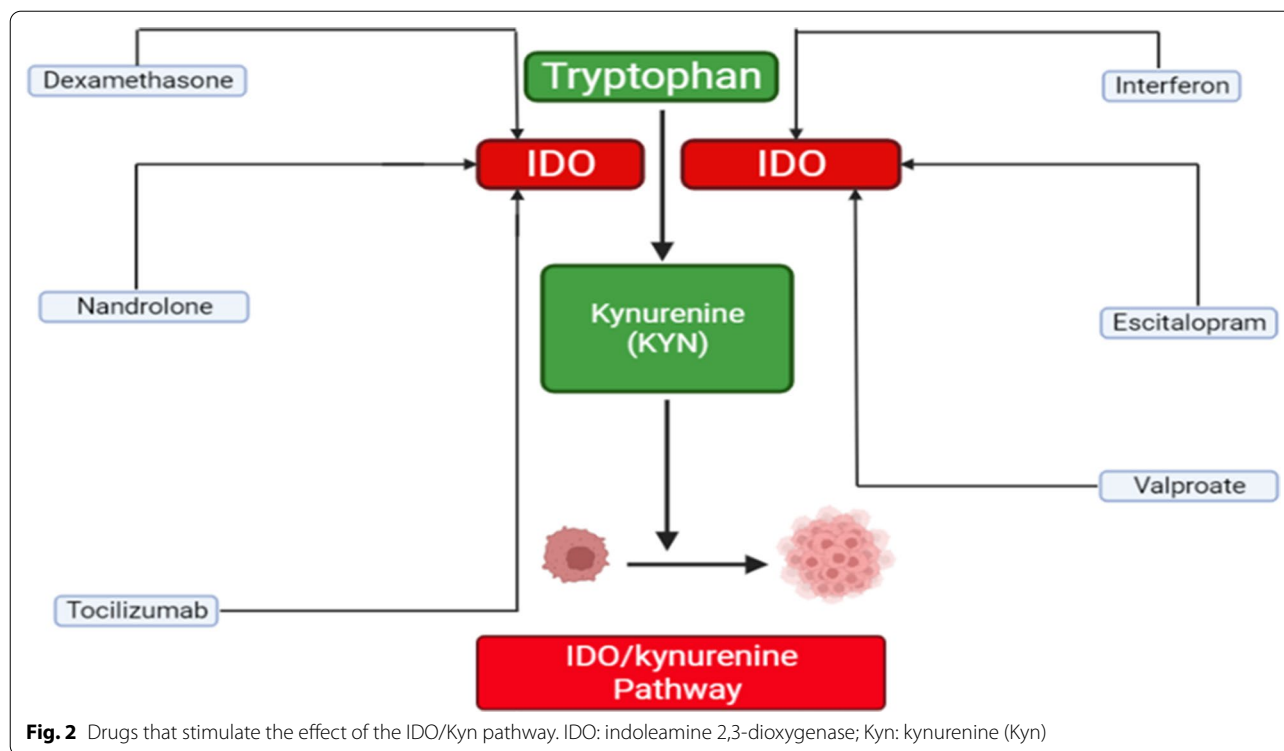 Dexamethasone
Tryptophan
Interferon
IDO
IDO
Nandrolone
Kynurenine
(KYN)
Escitalopram
Valproate
Tocilizumab
IDO/kynurenine
Pathway
Fig. 2 Drugs that stimulate the effect of the IDO/Kyn pathway. IDO: indoleamine 2,3-dioxygenase; Kyn: kynurenine (Kyn)